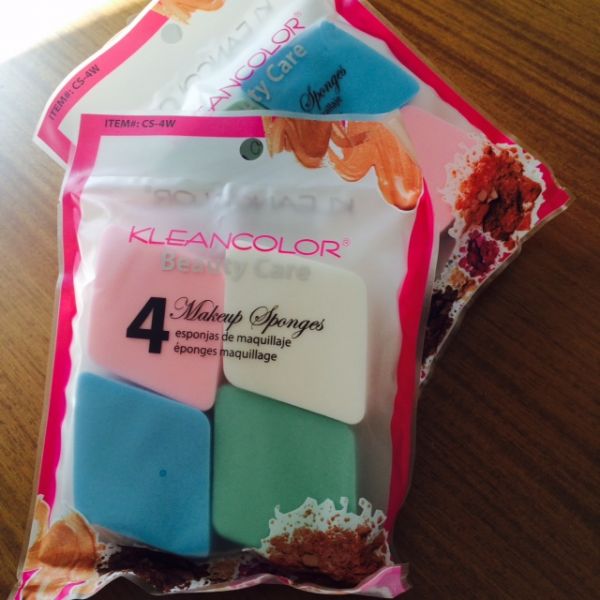 ITEM#: CS-4W
KLEANCOLOR®
Beauty Care
Sponges
maquillaje
ITEM#: CS-4W
KLEANCOLOR®
Beauty Care
4 Makeup Sponges
esponjas de maquillaje
éponges maquillage